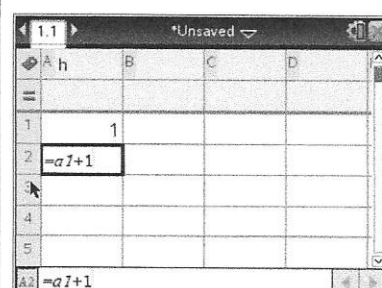 1.1 *Unsaved
A h B C D
=
1 1
2 =a1+1
3
4
5
A2 =a1+1